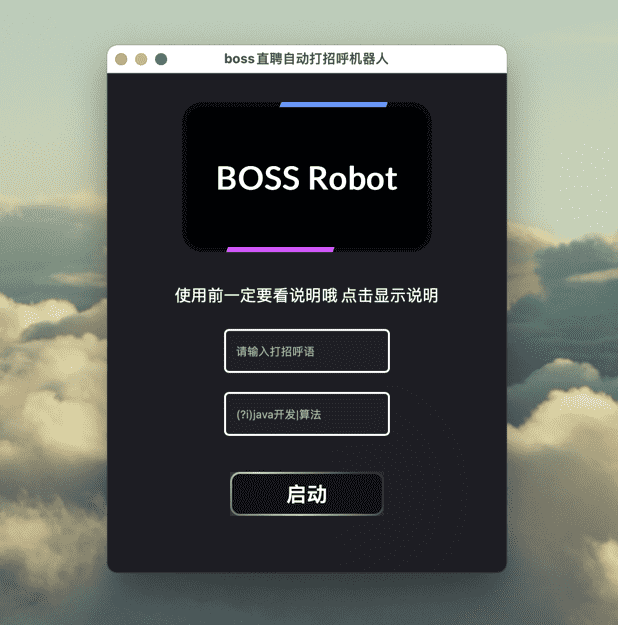 boss直聘自动打招呼机器人
BOSS Robot
使用前一定要看说明哦 点击显示说明
请输入打招呼语
(?i)java开发|算法
启动